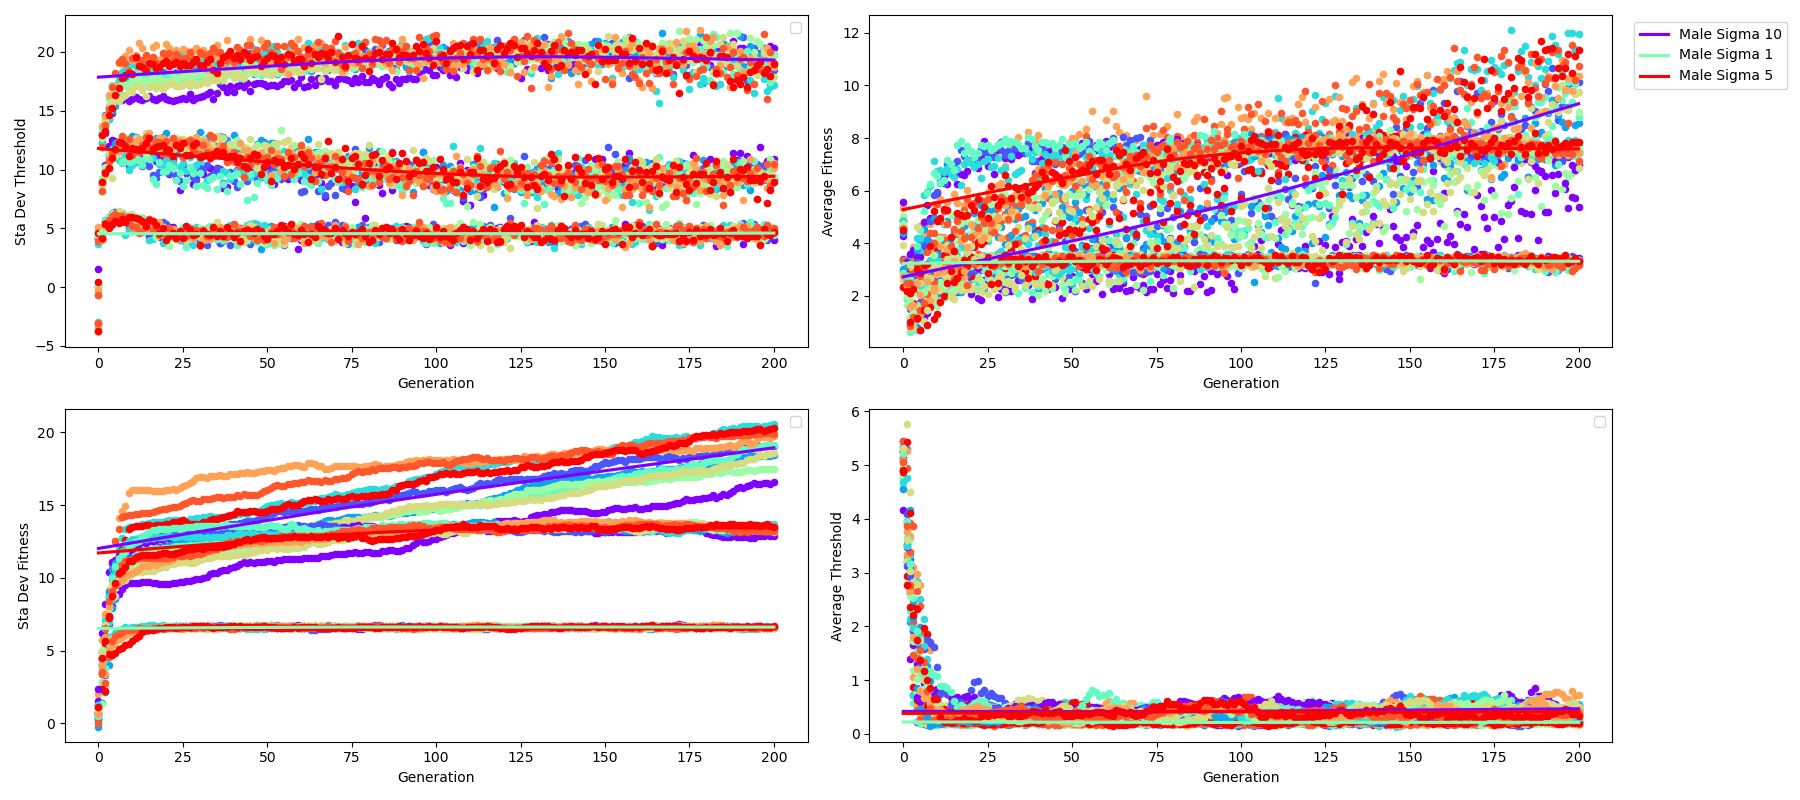 20
15
10
5
0
−5
Sta Dev Threshold
0 25 50 75 100 125 150 175 200
Generation
12
10
8
6
4
2
Average Fitness
0 25 50 75 100 125 150 175 200
Generation
Male Sigma 10
Male Sigma 1
Male Sigma 5
20
15
10
5
0
Sta Dev Fitness
0 25 50 75 100 125 150 175 200
Generation
6
5
4
3
2
1
0
Average Threshold
0 25 50 75 100 125 150 175 200
Generation